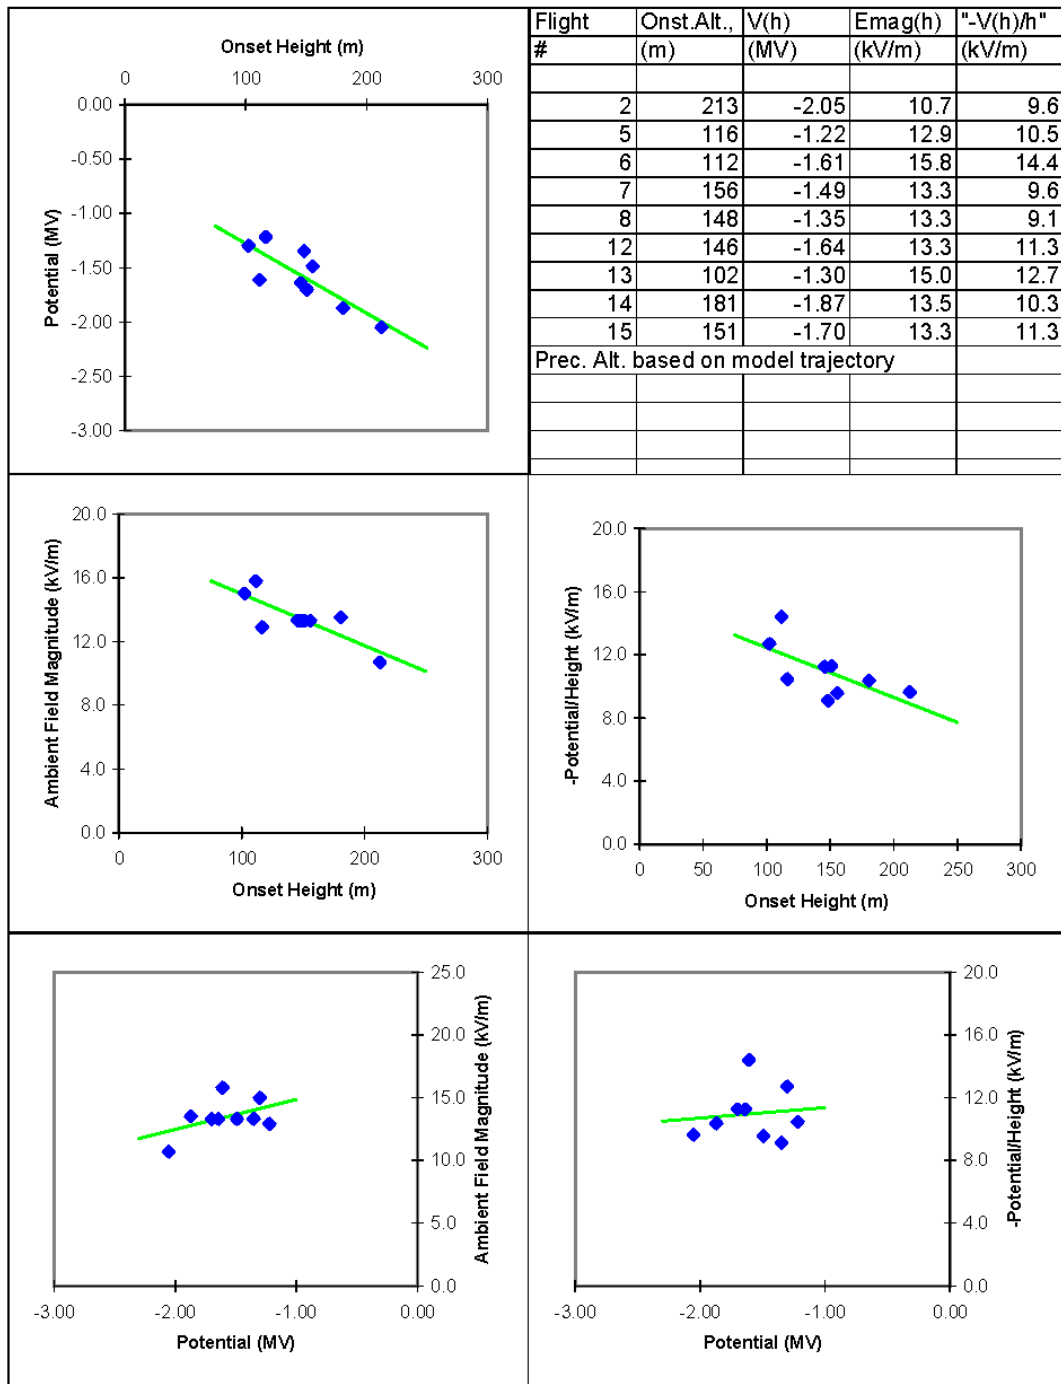 Onset Height (m)
0 100 200 300
0.00
-0.50
-1.00
-1.50
-2.00
-2.50
-3.00
Potential (MV)
Flight Onst.Alt., V(h) Emag(h) "-V(h)/h"
# (m) (MV) (kV/m) (kV/m)
2 213 -2.05 10.7 9.6
5 116 -1.22 12.9 10.5
6 112 -1.61 15.8 14.4
7 156 -1.49 13.3 9.6
8 148 -1.35 13.3 9.1
12 146 -1.64 13.3 11.3
13 102 -1.30 15.0 12.7
14 181 -1.87 13.5 10.3
15 151 -1.70 13.3 11.3
Prec. Alt. based on model trajectory
20.0
16.0
12.0
8.0
4.0
0.0
Ambient Field Magnitude (kV/m)
0 100 200 300
Onset Height (m)
20.0
16.0
12.0
8.0
4.0
0.0
-Potential/Height (kV/m)
0 50 100 150 200 250 300
Onset Height (m)
25.0
20.0
15.0
10.0
5.0
0.0
Ambient Field Magnitude (kV/m)
-3.00 -2.00 -1.00 0.00
Potential (MV)
20.0
16.0
12.0
8.0
4.0
0.0
-Potential/Height (kV/m)
-3.00 -2.00 -1.00 0.00
Potential (MV)